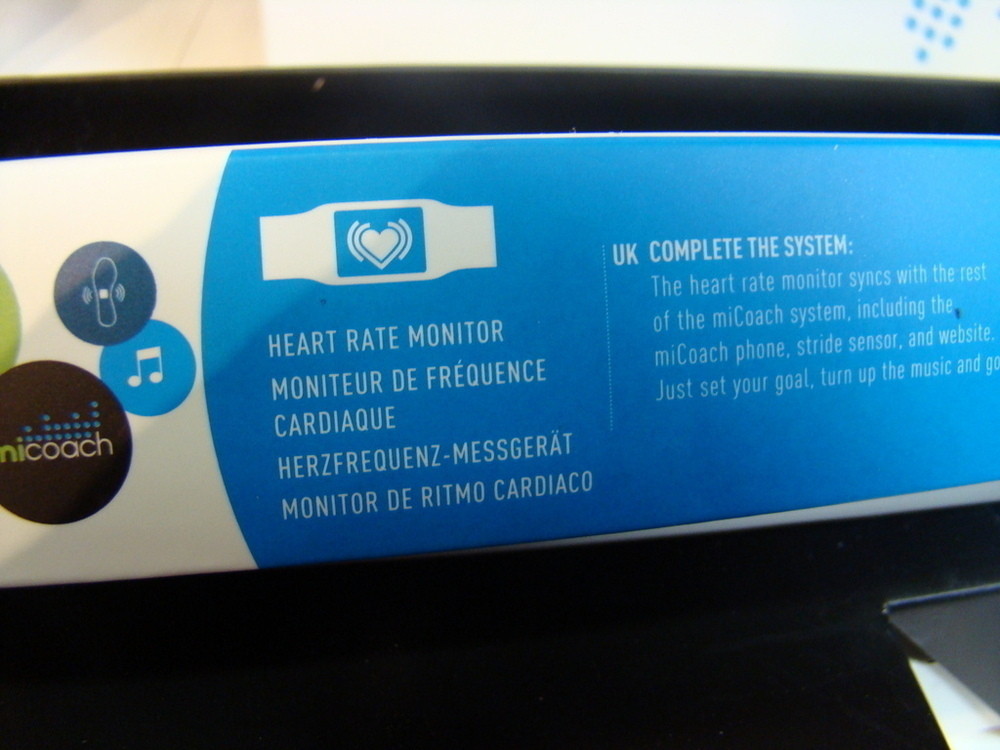 micoach
HEART RATE MONITOR
MONITEUR DE FRÉQUENCE
CARDIAQUE
HERZFREQUENZ-MESSGERÄT
MONITOR DE RITMO CARDIACO
UK COMPLETE THE SYSTEM:
The heart rate monitor syncs with the rest
of the miCoach system, including the
miCoach phone, stride sensor, and website.
Just set your goal, turn up the music and go